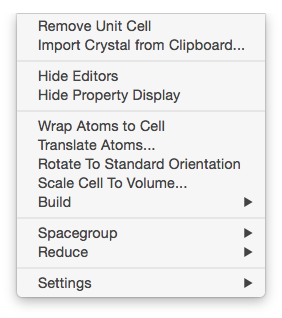 Remove Unit Cell
Import Crystal from Clipboard...
Hide Editors
Hide Property Display
Wrap Atoms to Cell
Translate Atoms...
Rotate To Standard Orientation
Scale Cell To Volume...
Build
Spacegroup
Reduce
Settings